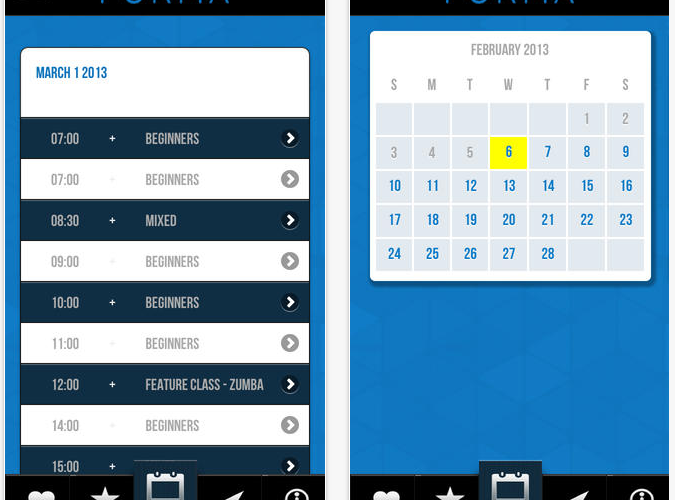 MARCH 1 2013
07:00 + BEGINNERS
07:00 + BEGINNERS
08:30 + MIXED
09:00 + BEGINNERS
10:00 + BEGINNERS
11:00 + BEGINNERS
12:00 + FEATURE CLASS - ZUMBA
14:00 + BEGINNERS
15:00 +
FEBRUARY 2013
S M T W T F S
1 2
3 4 5 6 7 8 9
10 11 12 13 14 15 16
17 18 19 20 21 22 23
24 25 26 27 28